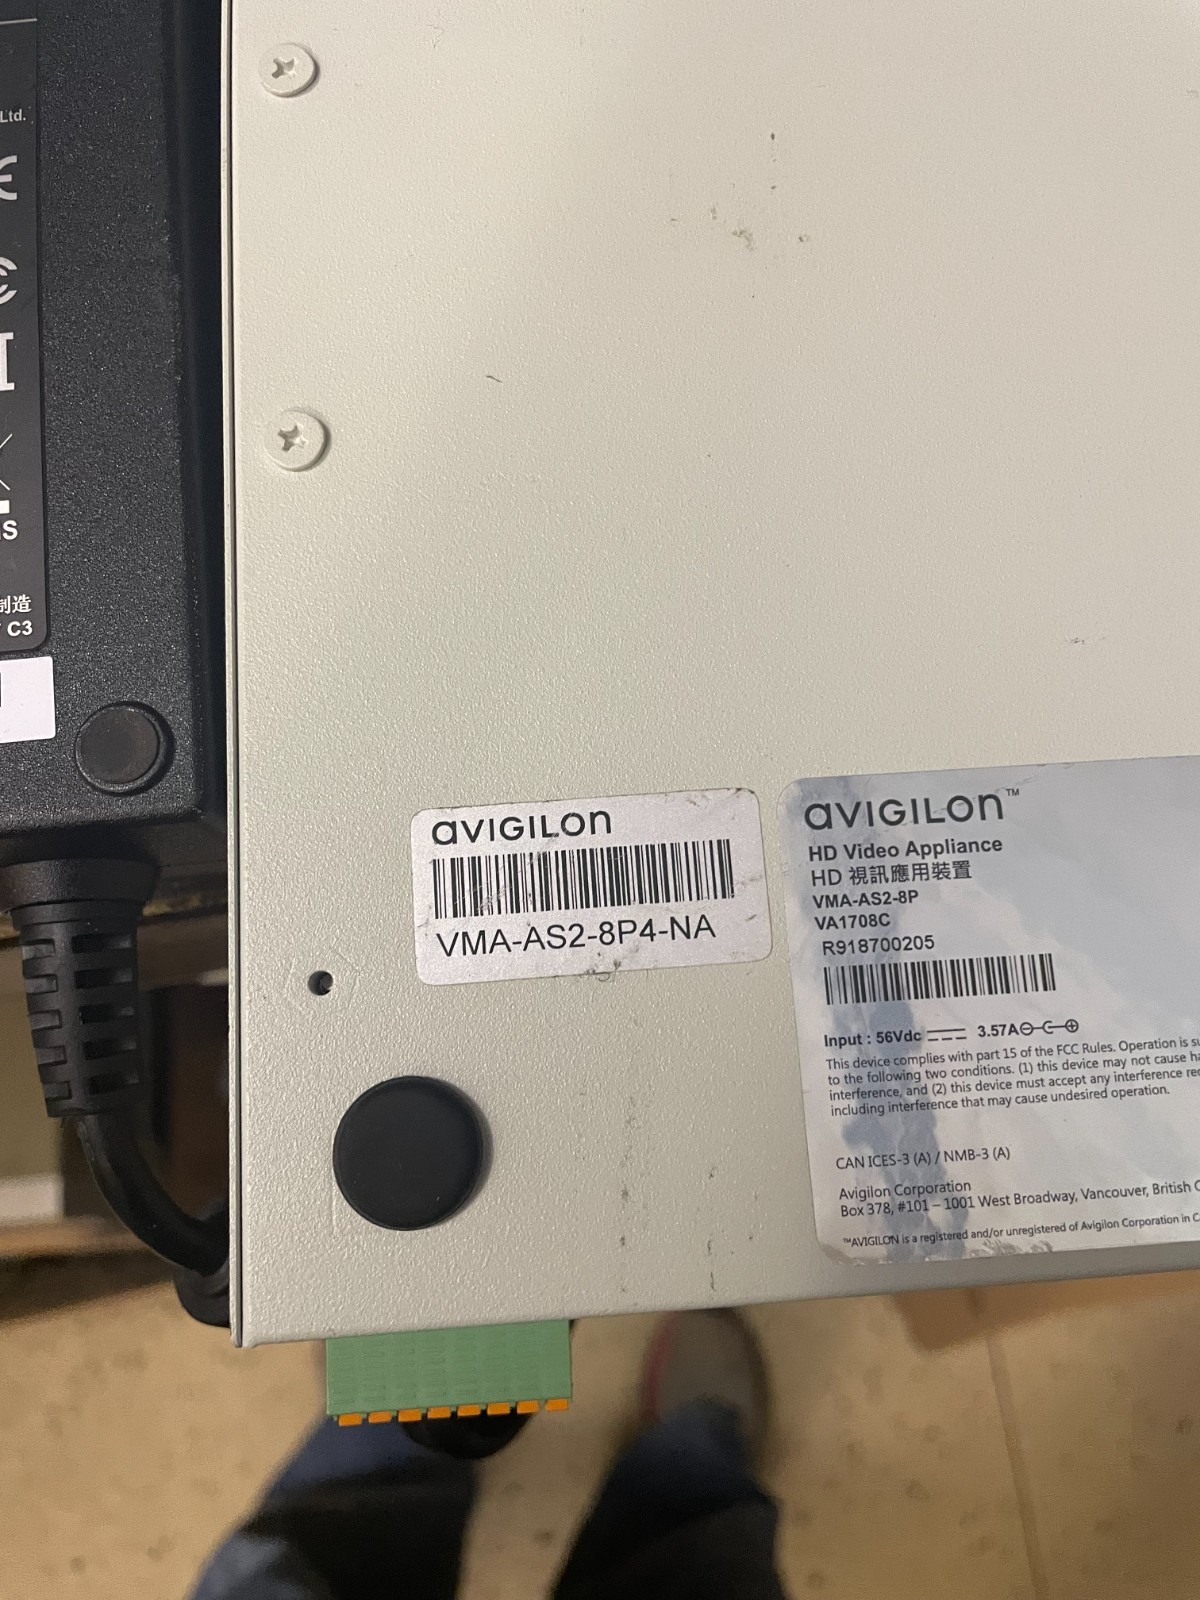 Ltd.
制造
C3
avigilon
VMA-AS2-8P4-NA
avigilon™
HD Video Appliance
HD 視訊應用裝置
VMA-AS2-8P
VA1708C
R918700205
Input : 56Vdc 3.57A
This device complies with part 15 of the FCC Rules. Operation is
to the following two conditions. (1) this device may not cause
interference, and (2) this device must accept any interference
including interference that may cause undesired operation.
CAN ICES-3 (A) / NMB-3 (A)
Avigilon Corporation
Box 378, #101 – 1001 West Broadway, Vancouver, British
™AVIGILON is a registered and/or unregistered of Avigilon Corporation in